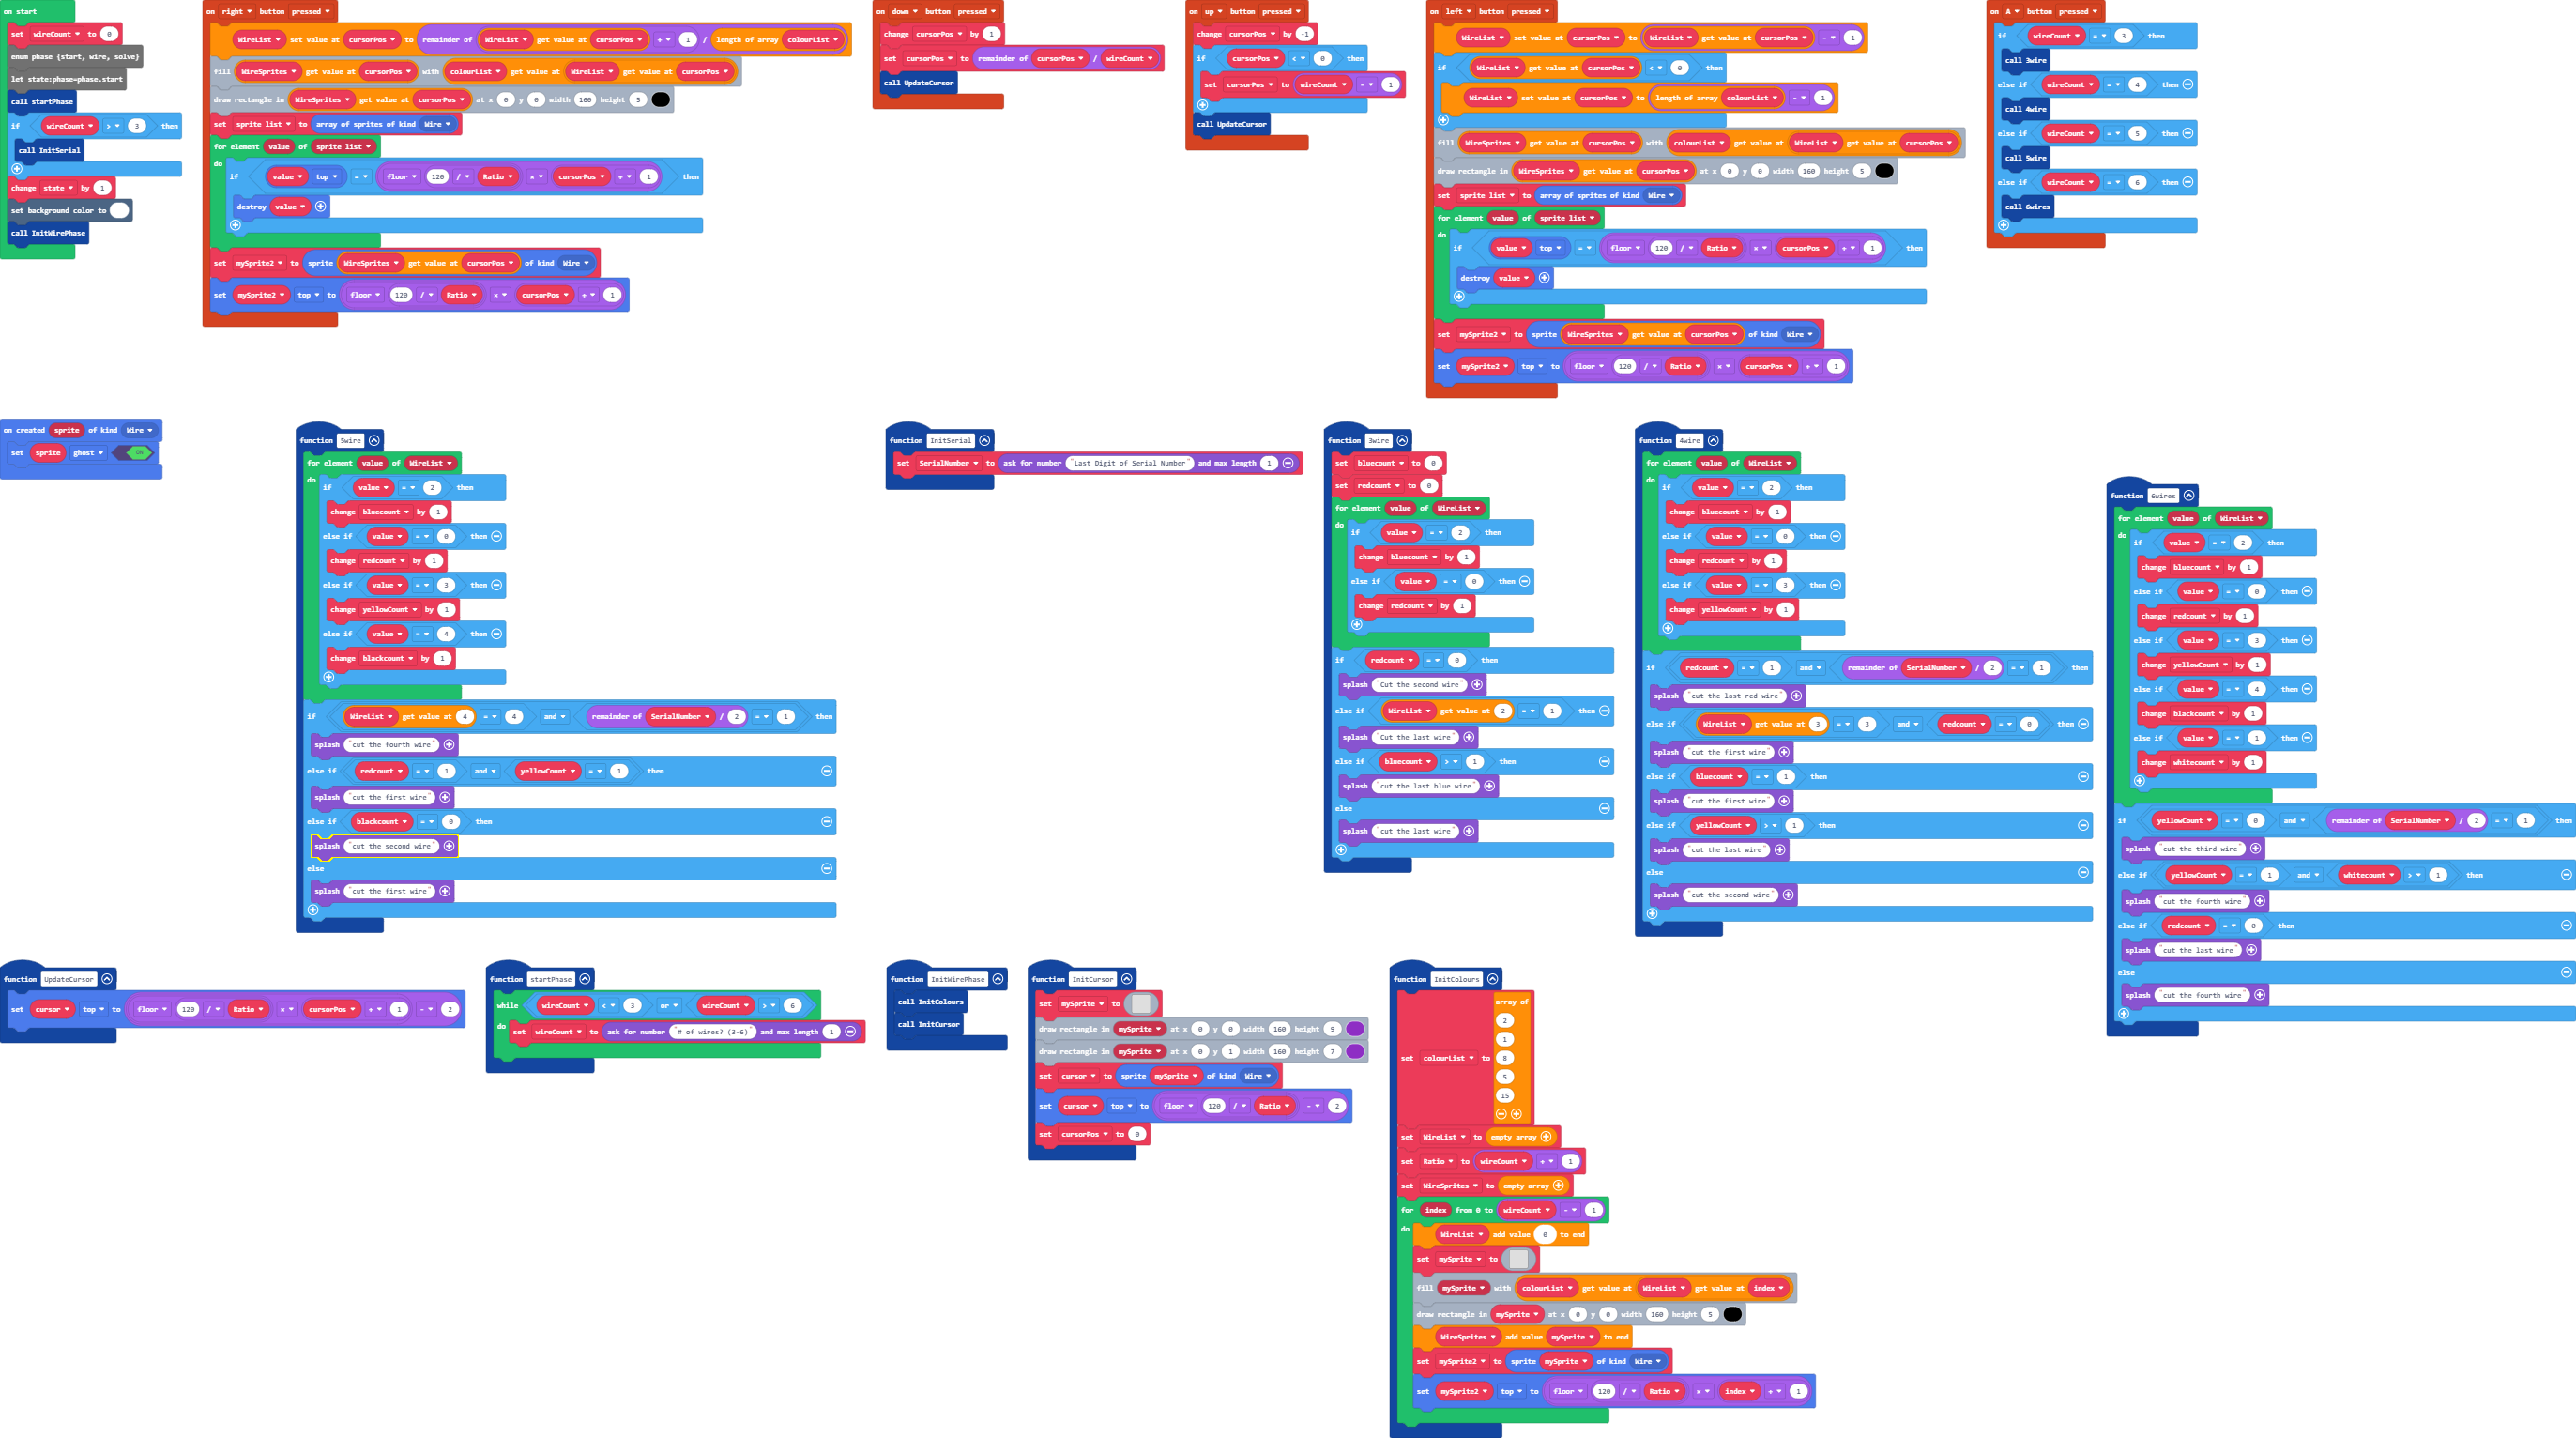 on start
set wireCount to 0
enum phase {start, wire, solve}
let state:phase=phase.start
call startPhase
if wireCount > 3 then
call InitSerial
change state by 1
set background color to
call InitWirePhase
on right button pressed
WireList set value at cursorPos to remainder of WireList get value at cursorPos + 1 / length of array colourList
fill WireSprites get value at cursorPos with colourList get value at WireList get value at cursorPos
draw rectangle in WireSprites get value at cursorPos at x 0 y 0 width 160 height 5
set sprite list to array of sprites of kind Wire
for element value of sprite list
do
if value top = floor 120 / Ratio × cursorPos + 1 then
destroy value
set mySprite2 to sprite WireSprites get value at cursorPos of kind Wire
set mySprite2 top to floor 120 / Ratio × cursorPos + 1
on down button pressed
change cursorPos by 1
set cursorPos to remainder of cursorPos / wireCount
call UpdateCursor
on up button pressed
change cursorPos by -1
if cursorPos < 0 then
set cursorPos to wireCount - 1
call UpdateCursor
on left button pressed
WireList set value at cursorPos to WireList get value at cursorPos - 1
if WireList get value at cursorPos < 0 then
WireList set value at cursorPos to length of array colourList - 1
fill WireSprites get value at cursorPos with colourList get value at WireList get value at cursorPos
draw rectangle in WireSprites get value at cursorPos at x 0 y 0 width 160 height 5
set sprite list to array of sprites of kind Wire
for element value of sprite list
do
if value top = floor 120 / Ratio × cursorPos + 1 then
destroy value
set mySprite2 to sprite WireSprites get value at cursorPos of kind Wire
set mySprite2 top to floor 120 / Ratio × cursorPos + 1
on A button pressed
if wireCount = 3 then
call 3wire
else if wireCount = 4 then
call 4wire
else if wireCount = 5 then
call 5wire
else if wireCount = 6 then
call 6wires
on created sprite of kind Wire
set sprite ghost ON
function 5wire
for element value of WireList
do
if value = 2 then
change bluecount by 1
else if value = 0 then
change redcount by 1
else if value = 3 then
change yellowCount by 1
else if value = 4 then
change blackcount by 1
if WireList get value at 4 = 4 and remainder of SerialNumber / 2 = 1 then
splash "cut the fourth wire"
else if redcount = 1 and yellowCount = 1 then
splash "cut the first wire"
else if blackcount = 0 then
splash "cut the second wire"
else
splash "cut the first wire"
function InitSerial
set SerialNumber to ask for number "Last Digit of Serial Number" and max length 1
function 3wire
set bluecount to 0
set redcount to 0
for element value of WireList
do
if value = 2 then
change bluecount by 1
else if value = 0 then
change redcount by 1
if redcount = 0 then
splash "Cut the second wire"
else if WireList get value at 2 = 1 then
splash "Cut the last wire"
else if bluecount > 1 then
splash "cut the last blue wire"
else
splash "cut the last wire"
function 4wire
for element value of WireList
do
if value = 2 then
change bluecount by 1
else if value = 0 then
change redcount by 1
else if value = 3 then
change yellowCount by 1
if redcount = 1 and remainder of SerialNumber / 2 = 1 then
splash "cut the last red wire"
else if WireList get value at 3 = 3 and redcount = 0 then
splash "cut the first wire"
else if bluecount = 1 then
splash "cut the first wire"
else if yellowCount > 1 then
splash "cut the last wire"
else
splash "cut the second wire"
function 6wires
for element value of WireList
do
if value = 2 then
change bluecount by 1
else if value = 0 then
change redcount by 1
else if value = 3 then
change yellowCount by 1
else if value = 4 then
change blackcount by 1
else if value = 1 then
change whitecount by 1
if yellowCount = 0 and remainder of SerialNumber / 2 = 1 then
splash "cut the third wire"
else if yellowCount = 1 and whitecount > 1 then
splash "cut the fourth wire"
else if redcount = 0 then
splash "cut the last wire"
else
splash "cut the fourth wire"
function UpdateCursor
set cursor top to floor 120 / Ratio × cursorPos + 1 - 2
function startPhase
while wireCount < 3 or wireCount > 6
do set wireCount to ask for number "# of wires? (3-6)" and max length 1
function InitWirePhase
call InitColours
call InitCursor
function InitCursor
set mySprite to
draw rectangle in mySprite at x 0 y 0 width 160 height 9
draw rectangle in mySprite at x 0 y 1 width 160 height 7
set cursor to sprite mySprite of kind Wire
set cursor top to floor 120 / Ratio - 2
set cursorPos to 0
function InitColours
set colourList to array of
2
1
8
5
15
set WireList to empty array
set Ratio to wireCount + 1
set WireSprites to empty array
for index from 0 to wireCount - 1
do
WireList add value 0 to end
set mySprite to
fill mySprite with colourList get value at WireList get value at index
draw rectangle in mySprite at x 0 y 0 width 160 height 5
WireSprites add value mySprite to end
set mySprite2 to sprite mySprite of kind Wire
set mySprite2 top to floor 120 / Ratio × index + 1